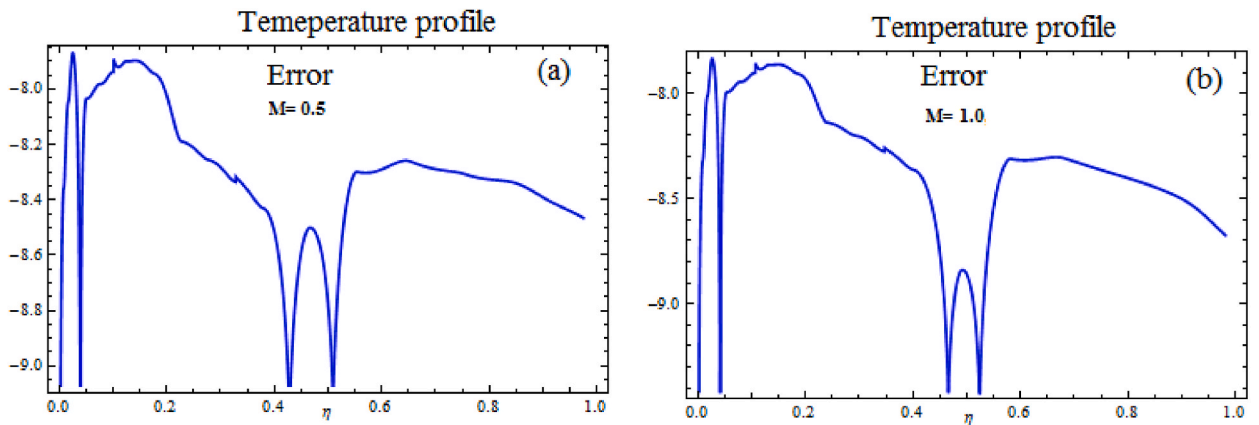 Temeperature profile
Error
M= 0.5
(a)
−8.0
−8.2
−8.4
−8.6
−8.8
−9.0
0.0 0.2 0.4 0.6 0.8 1.0
η
Temperature profile
Error
M= 1.0
(b)
−8.0
−8.5
−9.0
0.0 0.2 0.4 0.6 0.8 1.0
η